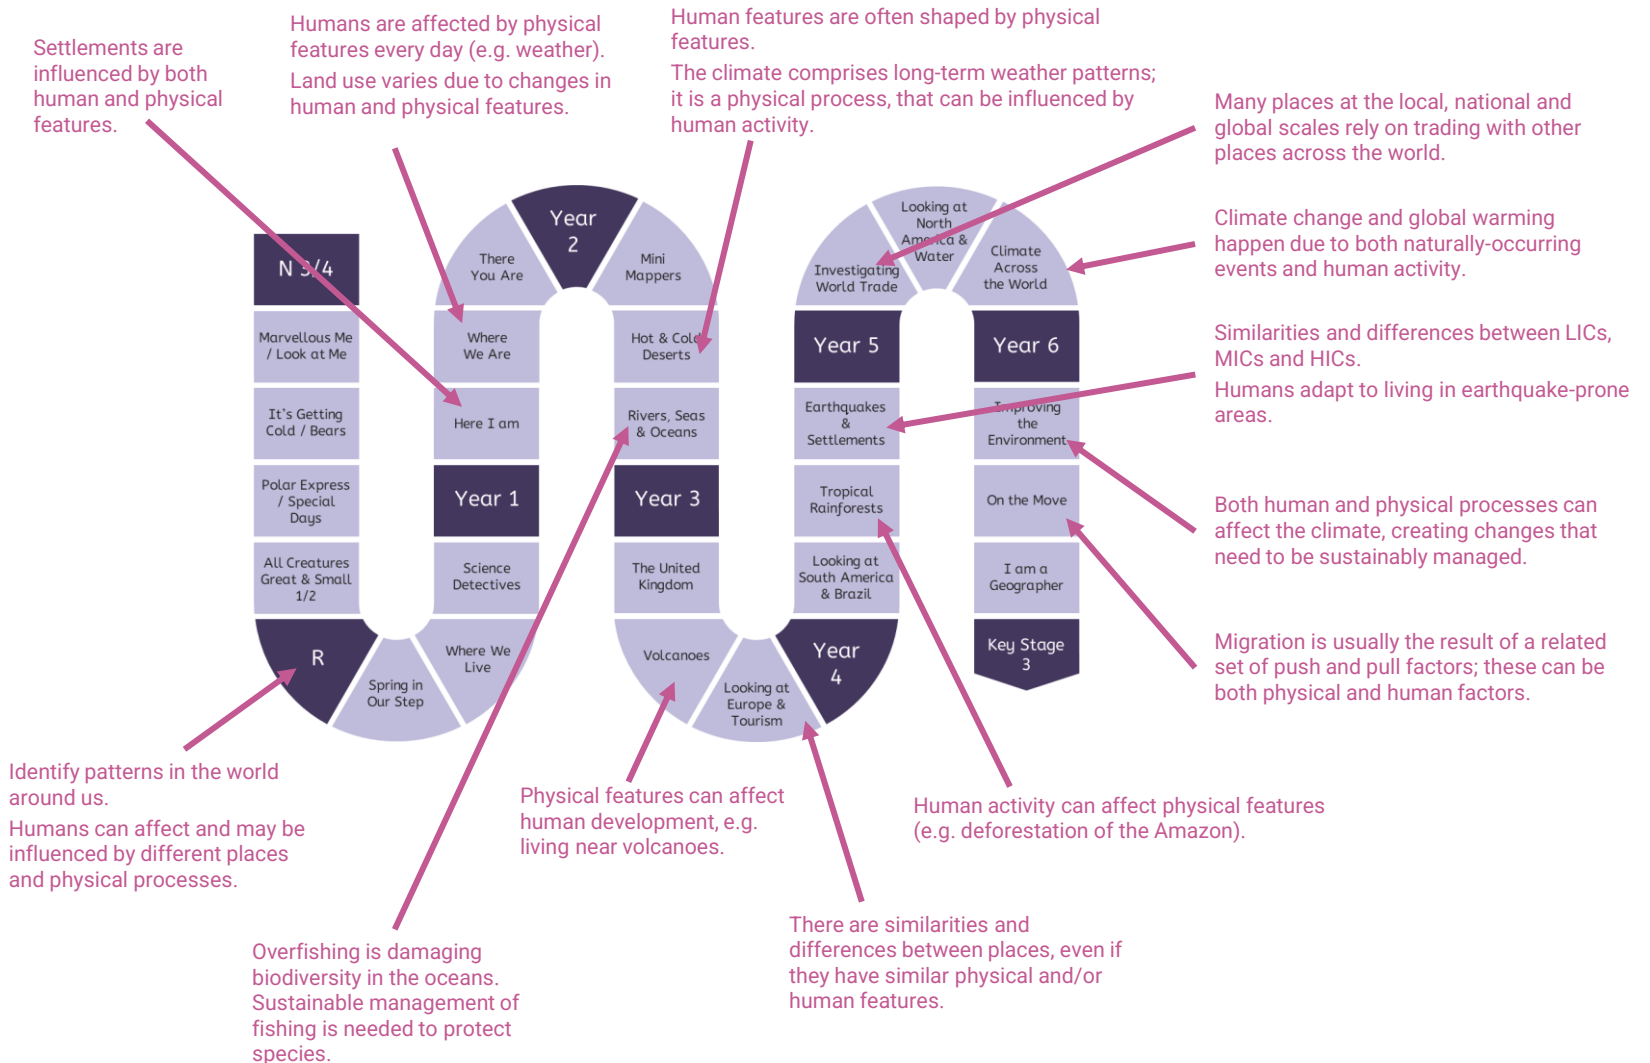 Settlements are
influenced by both
human and physical
features.
Humans are affected by physical
features every day (e.g. weather).
Land use varies due to changes in
human and physical features.
Human features are often shaped by physical
features.
The climate comprises long-term weather patterns;
it is a physical process, that can be influenced by
human activity.
Many places at the local, national and
global scales rely on trading with other
places across the world.
Climate change and global warming
happen due to both naturally-occurring
events and human activity.
Similarities and differences between LICs,
MICs and HICs.
Humans adapt to living in earthquake-prone
areas.
Both human and physical processes can
affect the climate, creating changes that
need to be sustainably managed.
Migration is usually the result of a related
set of push and pull factors; these can be
both physical and human factors.
N 3/4
Marvellous Me
/ Look at Me
It's Getting
Cold / Bears
Polar Express
/ Special
Days
All Creatures
Great & Small
1/2
R
Spring in
Our Step
Where We
Live
Science
Detectives
Year 1
Here I am
Where
We Are
There
You Are
Year
2
Mini
Mappers
Hot & Cold
Deserts
Rivers, Seas
& Oceans
Year 3
The United
Kingdom
Volcanoes
Looking at
Europe &
Tourism
Year
4
Looking at
South America
& Brazil
Tropical
Rainforests
Earthquakes
&
Settlements
Year 5
Investigating
World Trade
Looking at
North
America &
Water
Climate
Across
the World
Year 6
Improving
the
Environment
On the Move
I am a
Geographer
Key Stage
3
Identify patterns in the world
around us.
Humans can affect and may be
influenced by different places
and physical processes.
Overfishing is damaging
biodiversity in the oceans.
Sustainable management of
fishing is needed to protect
species.
Physical features can affect
human development, e.g.
living near volcanoes.
There are similarities and
differences between places, even if
they have similar physical and/or
human features.
Human activity can affect physical features
(e.g. deforestation of the Amazon).